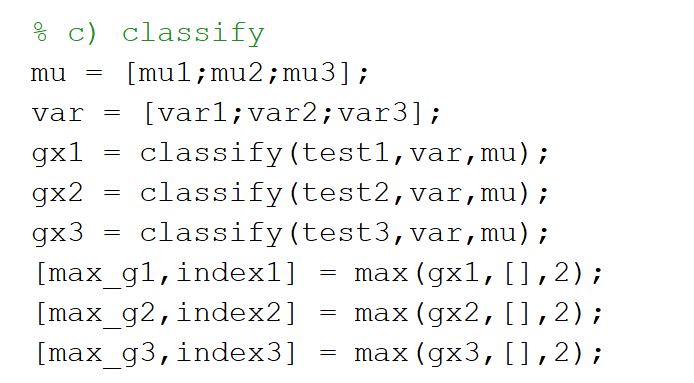 % c) classify
mu = [mu1;mu2;mu3];
var = [var1;var2;var3];
gx1 = classify(test1,var,mu);
gx2 = classify(test2,var,mu);
gx3 = classify(test3,var,mu);
[max_g1,index1] = max(gx1,[],2);
[max_g2,index2] = max(gx2,[],2);
[max_g3,index3] = max(gx3,[],2);